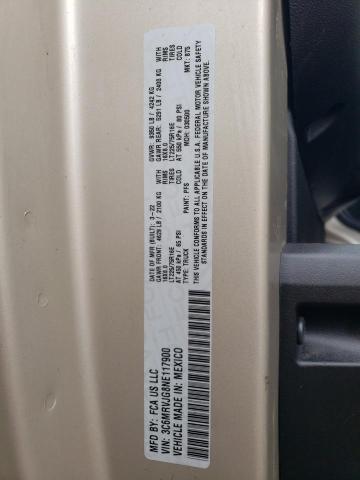 MFD BY: FCA US LLC
VIN: 3C6MRVJG8NE117900
VEHICLE MADE IN: MEXICO
DATE OF MFR (BUILT): 3-22
GVWR: 9350 LB / 4242 KG
GAWR FRONT: 4629 LB / 2100 KG
WITH
GAWR REAR: 5291 LB / 2400 KG
WITH
16X6.0
RIMS
16X6.0
RIMS
LT225/75R16E
TIRES
LT225/75R16E
TIRES
AT 450 kPa / 65 PSI
COLD
AT 550 kPa / 80 PSI
COLD
TYPE: TRUCK
PAINT: PFS
MDH: 030500
MKT: 875
THIS VEHICLE CONFORMS TO ALL APPLICABLE U.S.A. FEDERAL MOTOR VEHICLE SAFETY
STANDARDS IN EFFECT ON THE DATE OF MANUFACTURE SHOWN ABOVE.